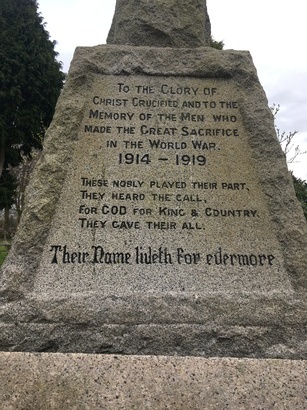 To the Glory of
Christ Crucified and to the
Memory of the Men who
made the Great Sacrifice
in the World War.
1914 – 1919
These nobly played their part,
They heard the call,
For God for King & Country.
They gave their all.
Their Name liveth for evermore